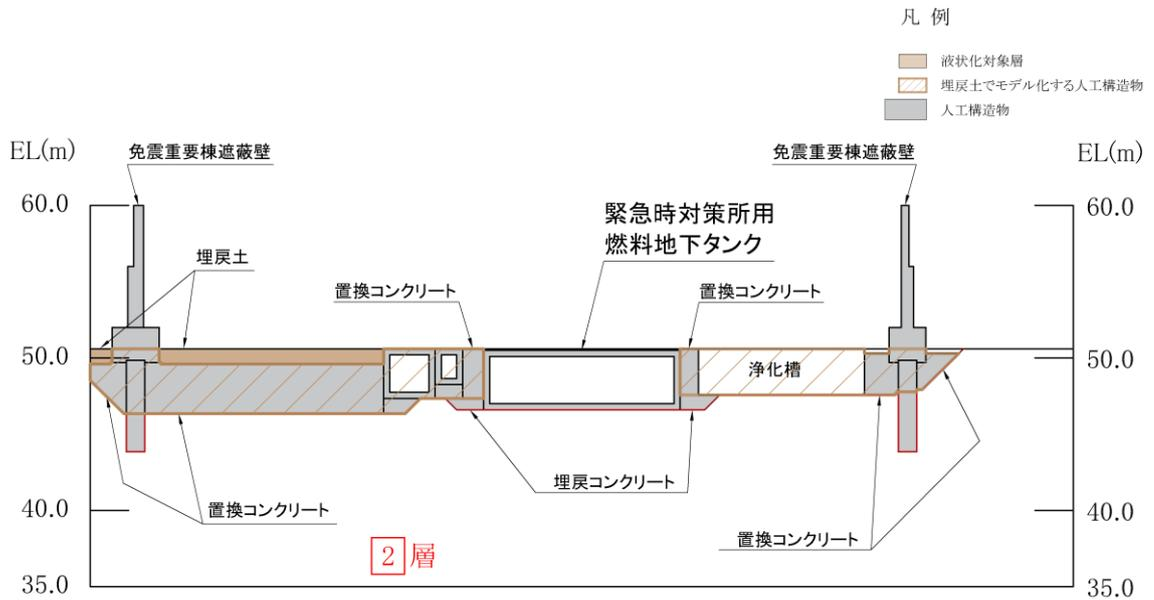 凡 例
液状化対象層
埋戻土でモデル化する人工構造物
人工構造物
EL(m)
免震重要棟遮蔽壁
免震重要棟遮蔽壁
EL(m)
60.0
緊急時対策所用
燃料地下タンク
60.0
埋戻土
置換コンクリート
置換コンクリート
50.0
浄化槽
50.0
埋戻コンクリート
40.0
置換コンクリート
置換コンクリート
40.0
2 層
35.0
35.0